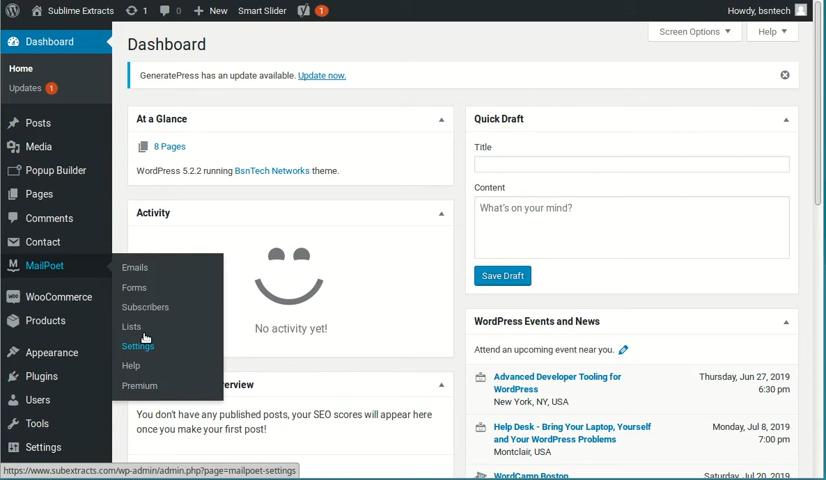 Sublime Extracts 1 0 New Smart Slider 1 Howdy, bsntech
Dashboard
Home
Updates 1
Posts
Media
Popup Builder
Pages
Comments
Contact
MailPoet
WooCommerce
Products
Appearance
Plugins
Users
Tools
Settings
Emails
Forms
Subscribers
Lists
Settings
Help
Premium
Dashboard
Screen Options Help
GeneratePress has an update available. Update now.
At a Glance
8 Pages
WordPress 5.2.2 running BsnTech Networks theme.
Activity
No activity yet!
You don't have any published posts, your SEO scores will appear here
once you make your first post!
Quick Draft
Title
Content
What's on your mind?
Save Draft
WordPress Events and News
Attend an upcoming event near you.
Advanced Developer Tooling for
WordPress
New York, NY, USA
Thursday, Jun 27, 2019
6:30 pm
Help Desk - Bring Your Laptop, Yourself
and Your WordPress Problems
Montclair, USA
Monday, Jul 8, 2019
7:00 pm
WordCamp Boston
Saturday, Jul 20, 2019
https://www.subextracts.com/wp-admin/admin.php?page=mailpoet-settings